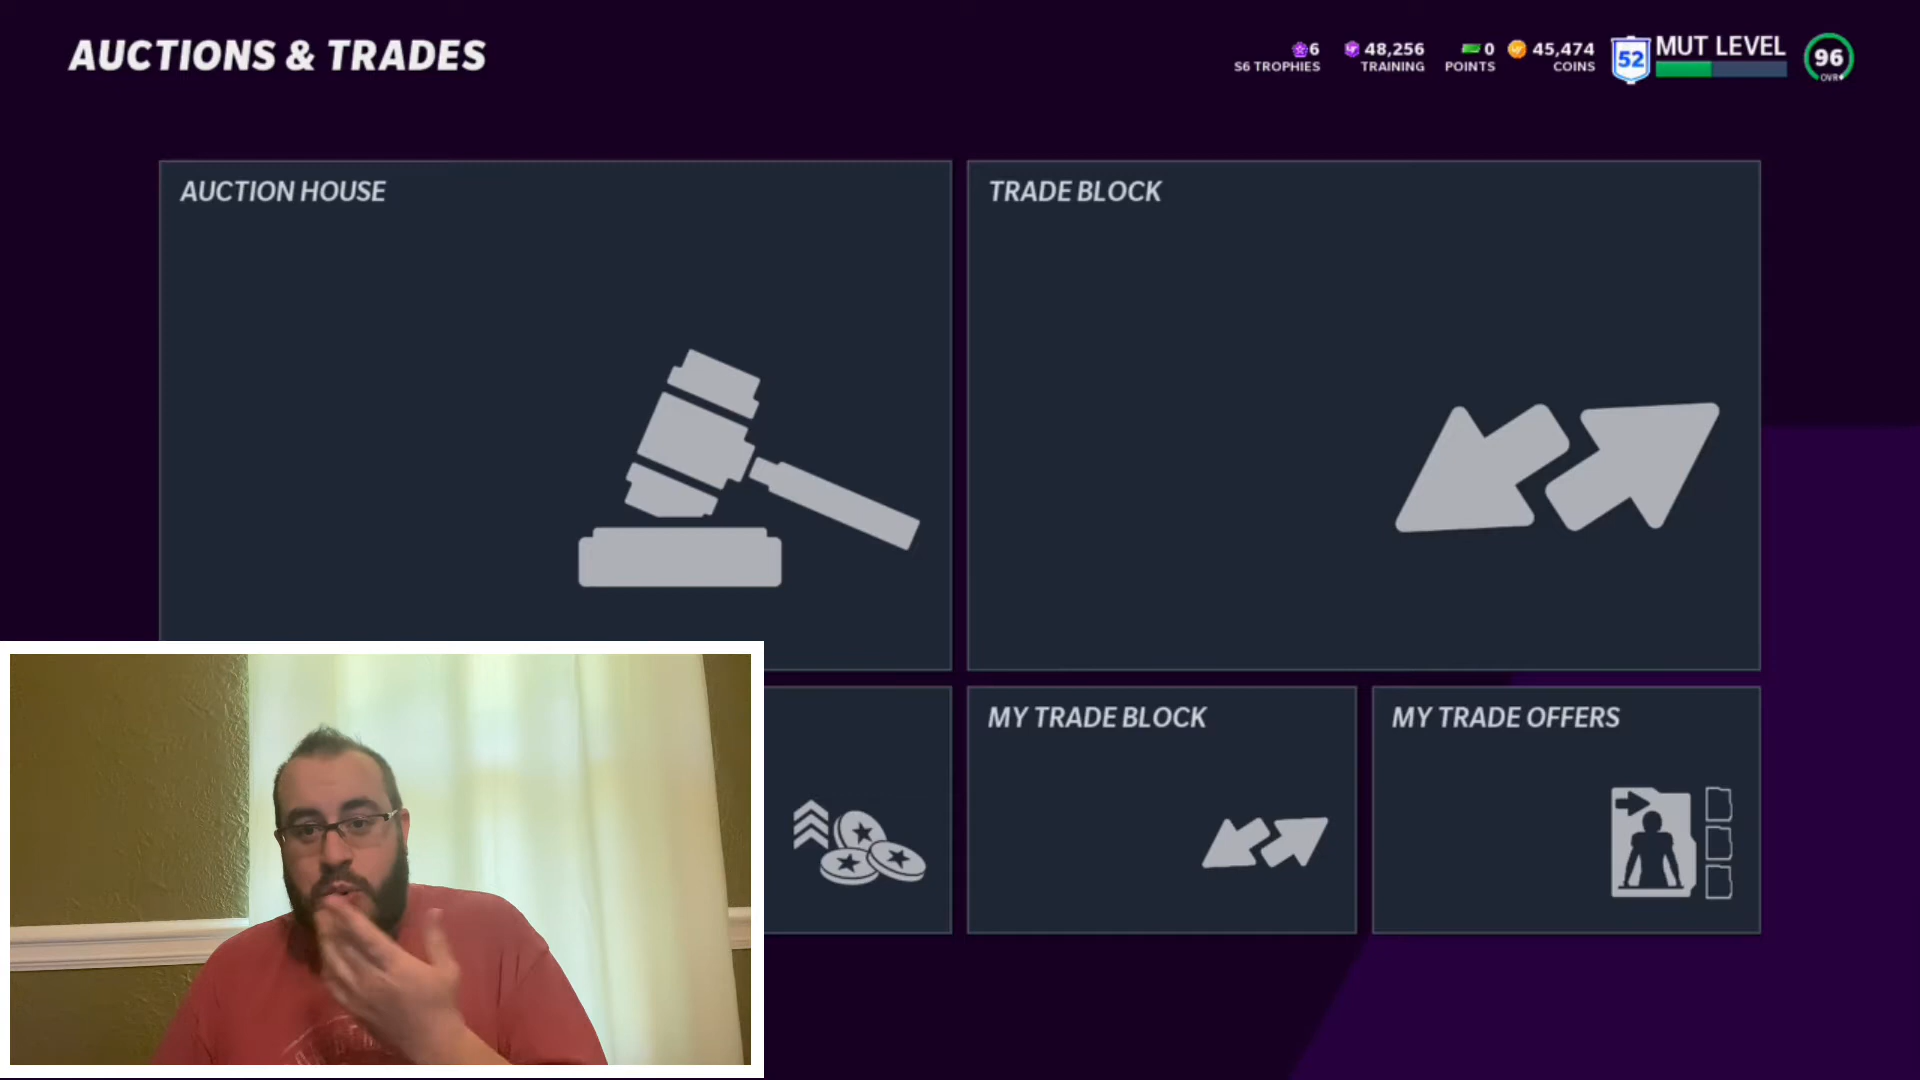 AUCTIONS & TRADES
6 48,256 0 45,474 52 MUT LEVEL 96
S6 TROPHIES TRAINING POINTS COINS OVR
AUCTION HOUSE
TRADE BLOCK
MY TRADE BLOCK
MY TRADE OFFERS